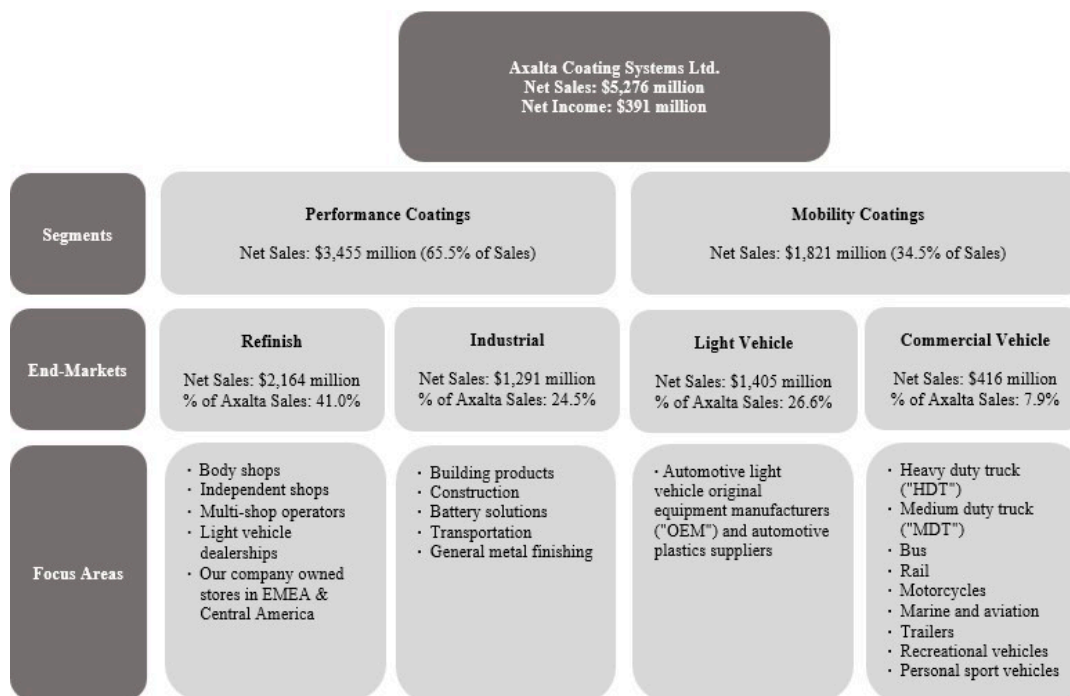 Axalta Coating Systems Ltd.
Net Sales: $5,276 million
Net Income: $391 million
Segments
Performance Coatings
Net Sales: $3,455 million (65.5% of Sales)
Mobility Coatings
Net Sales: $1,821 million (34.5% of Sales)
End-Markets
Refinish
Net Sales: $2,164 million
% of Axalta Sales: 41.0%
Industrial
Net Sales: $1,291 million
% of Axalta Sales: 24.5%
Light Vehicle
Net Sales: $1,405 million
% of Axalta Sales: 26.6%
Commercial Vehicle
Net Sales: $416 million
% of Axalta Sales: 7.9%
Focus Areas
· Body shops
· Independent shops
· Multi-shop operators
· Light vehicle
dealerships
· Our company owned
stores in EMEA &
Central America
· Building products
· Construction
· Battery solutions
· Transportation
· General metal finishing
· Automotive light
vehicle original
equipment manufacturers
("OEM") and automotive
plastics suppliers
· Heavy duty truck
("HDT")
· Medium duty truck
("MDT")
· Bus
· Rail
· Motorcycles
· Marine and aviation
· Trailers
· Recreational vehicles
· Personal sport vehicles